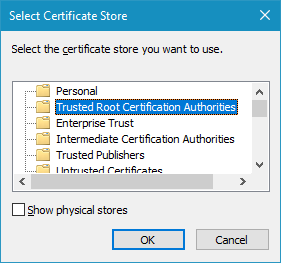 Select Certificate Store
Select the certificate store you want to use.
Personal
Trusted Root Certification Authorities
Enterprise Trust
Intermediate Certification Authorities
Trusted Publishers
Untrusted Certificates
Show physical stores
OK
Cancel